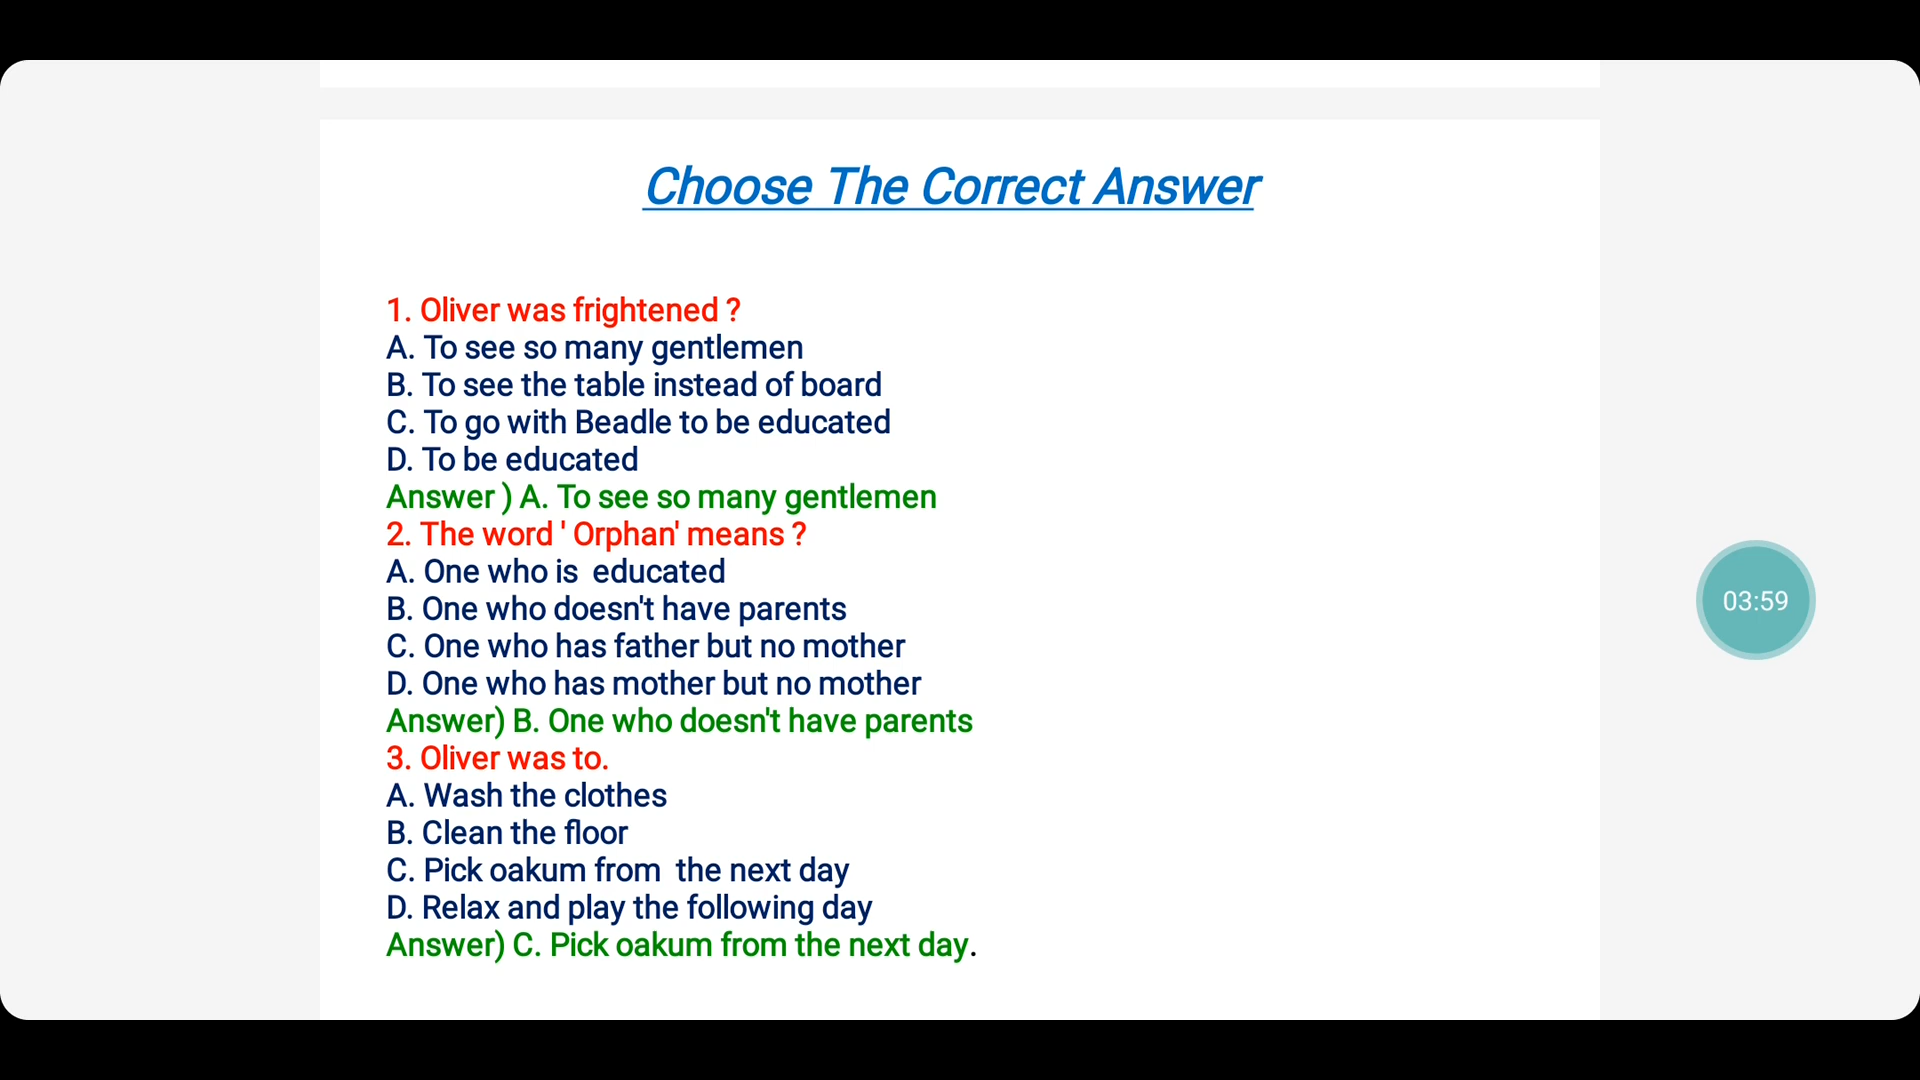 Choose The Correct Answer
1. Oliver was frightened ?
A. To see so many gentlemen
B. To see the table instead of board
C. To go with Beadle to be educated
D. To be educated
Answer ) A. To see so many gentlemen
2. The word ' Orphan' means ?
A. One who is  educated
B. One who doesn't have parents
C. One who has father but no mother
D. One who has mother but no mother
Answer) B. One who doesn't have parents
3. Oliver was to.
A. Wash the clothes
B. Clean the floor
C. Pick oakum from  the next day
D. Relax and play the following day
Answer) C. Pick oakum from the next day.
03:59